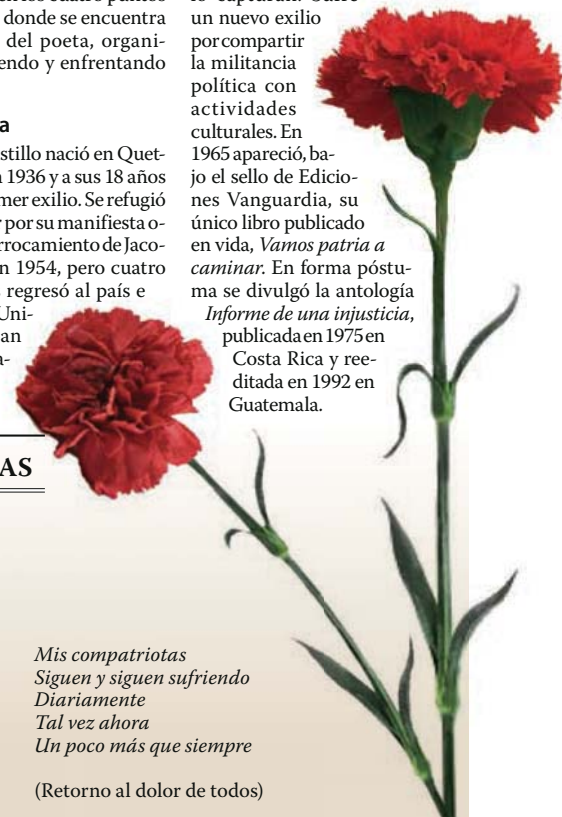 donde se encuentra
del poeta, organi-
endo y enfrentando
a
stillo nació en Quet-
1936 y a sus 18 años
mer exilio. Se refugió
r por su manifiesta o-
rrocamiento de Jaco-
n 1954, pero cuatro
regresó al país e
Uni-
an
a-
un nuevo exilio
por compartir
la militancia
política con
actividades
culturales. En
1965 apareció, ba-
jo el sello de Edicio-
nes Vanguardia, su
único libro publicado
en vida, Vamos patria a
caminar. En forma póstu-
ma se divulgó la antología
Informe de una injusticia,
publicada en 1975 en
Costa Rica y ree-
ditada en 1992 en
Guatemala.
AS
Mis compatriotas
Siguen y siguen sufriendo
Diariamente
Tal vez ahora
Un poco más que siempre
(Retorno al dolor de todos)